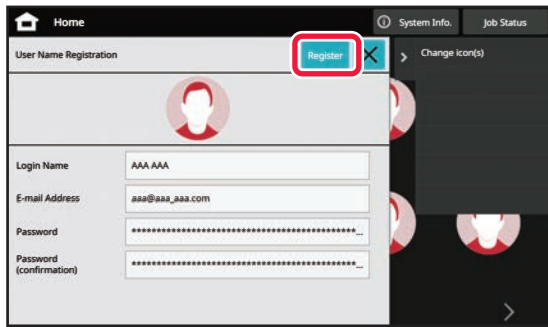 Home
System Info.
Job Status
User Name Registration
Register
Change icon(s)
Login Name
AAA AAA
E-mail Address
aaa@aaa_aaa.com
Password
*********************************************...
Password
(confirmation)
*********************************************...